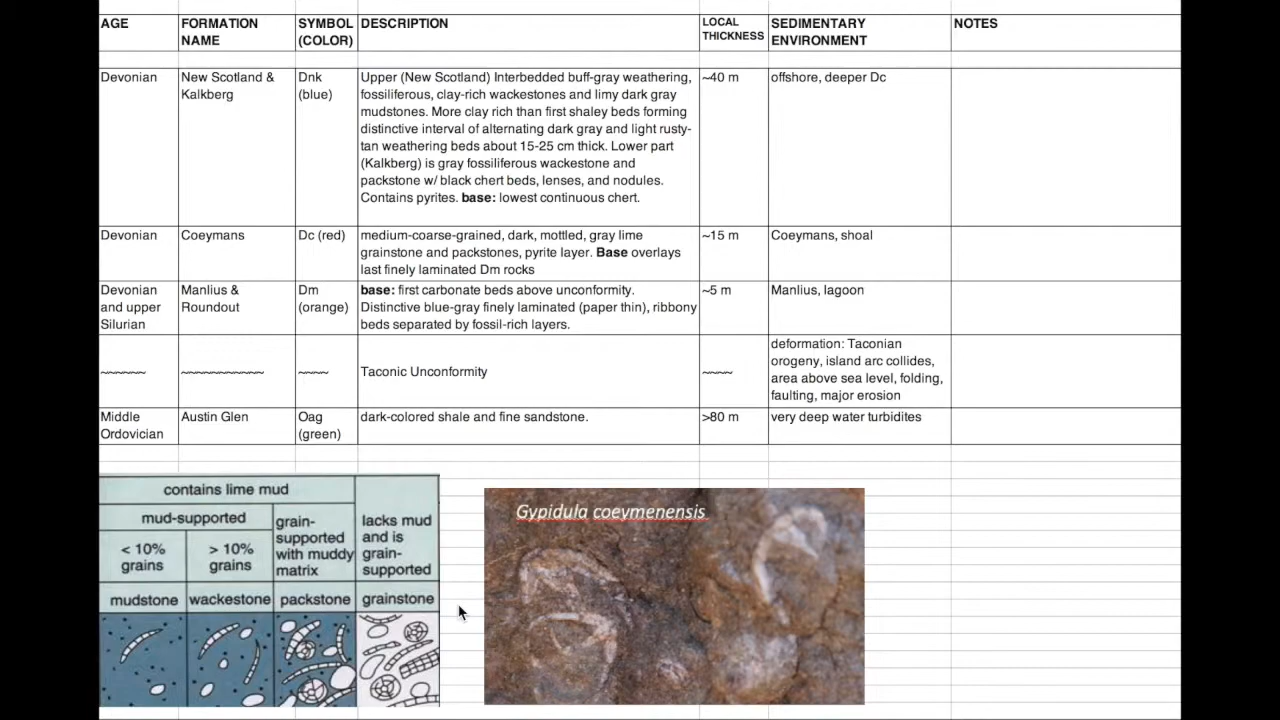 AGE
FORMATION
NAME
SYMBOL
(COLOR)
DESCRIPTION
LOCAL
THICKNESS
SEDIMENTARY
ENVIRONMENT
NOTES
Devonian
New Scotland &
Kalkberg
Dnk
(blue)
Upper (New Scotland) Interbedded buff-gray weathering,
fossiliferous, clay-rich wackestones and limy dark gray
mudstones. More clay rich than first shaley beds forming
distinctive interval of alternating dark gray and light rusty-
tan weathering beds about 15-25 cm thick. Lower part
(Kalkberg) is gray fossiliferous wackestone and
packstone w/ black chert beds, lenses, and nodules.
Contains pyrites. base: lowest continuous chert.
~40 m
offshore, deeper Dc
Devonian
Coeymans
Dc (red)
medium-coarse-grained, dark, mottled, gray lime
grainstone and packstones, pyrite layer. Base overlays
last finely laminated Dm rocks
~15 m
Coeymans, shoal
Devonian
and upper
Silurian
Manlius &
Roundout
Dm
(orange)
base: first carbonate beds above unconformity.
Distinctive blue-gray finely laminated (paper thin), ribbony
beds separated by fossil-rich layers.
~5 m
Manlius, lagoon
~~~~~~
~~~~~~~~~~~
~~~~
Taconic Unconformity
~~~~
deformation: Taconian
orogeny, island arc collides,
area above sea level, folding,
faulting, major erosion
Middle
Ordovician
Austin Glen
Oag
(green)
dark-colored shale and fine sandstone.
>80 m
very deep water turbidites
contains lime mud
mud-supported
< 10%
grains
> 10%
grains
grain-
supported
with muddy
matrix
lacks mud
and is
grain-
supported
mudstone
wackestone
packstone
grainstone
Gypidula coeymenensis